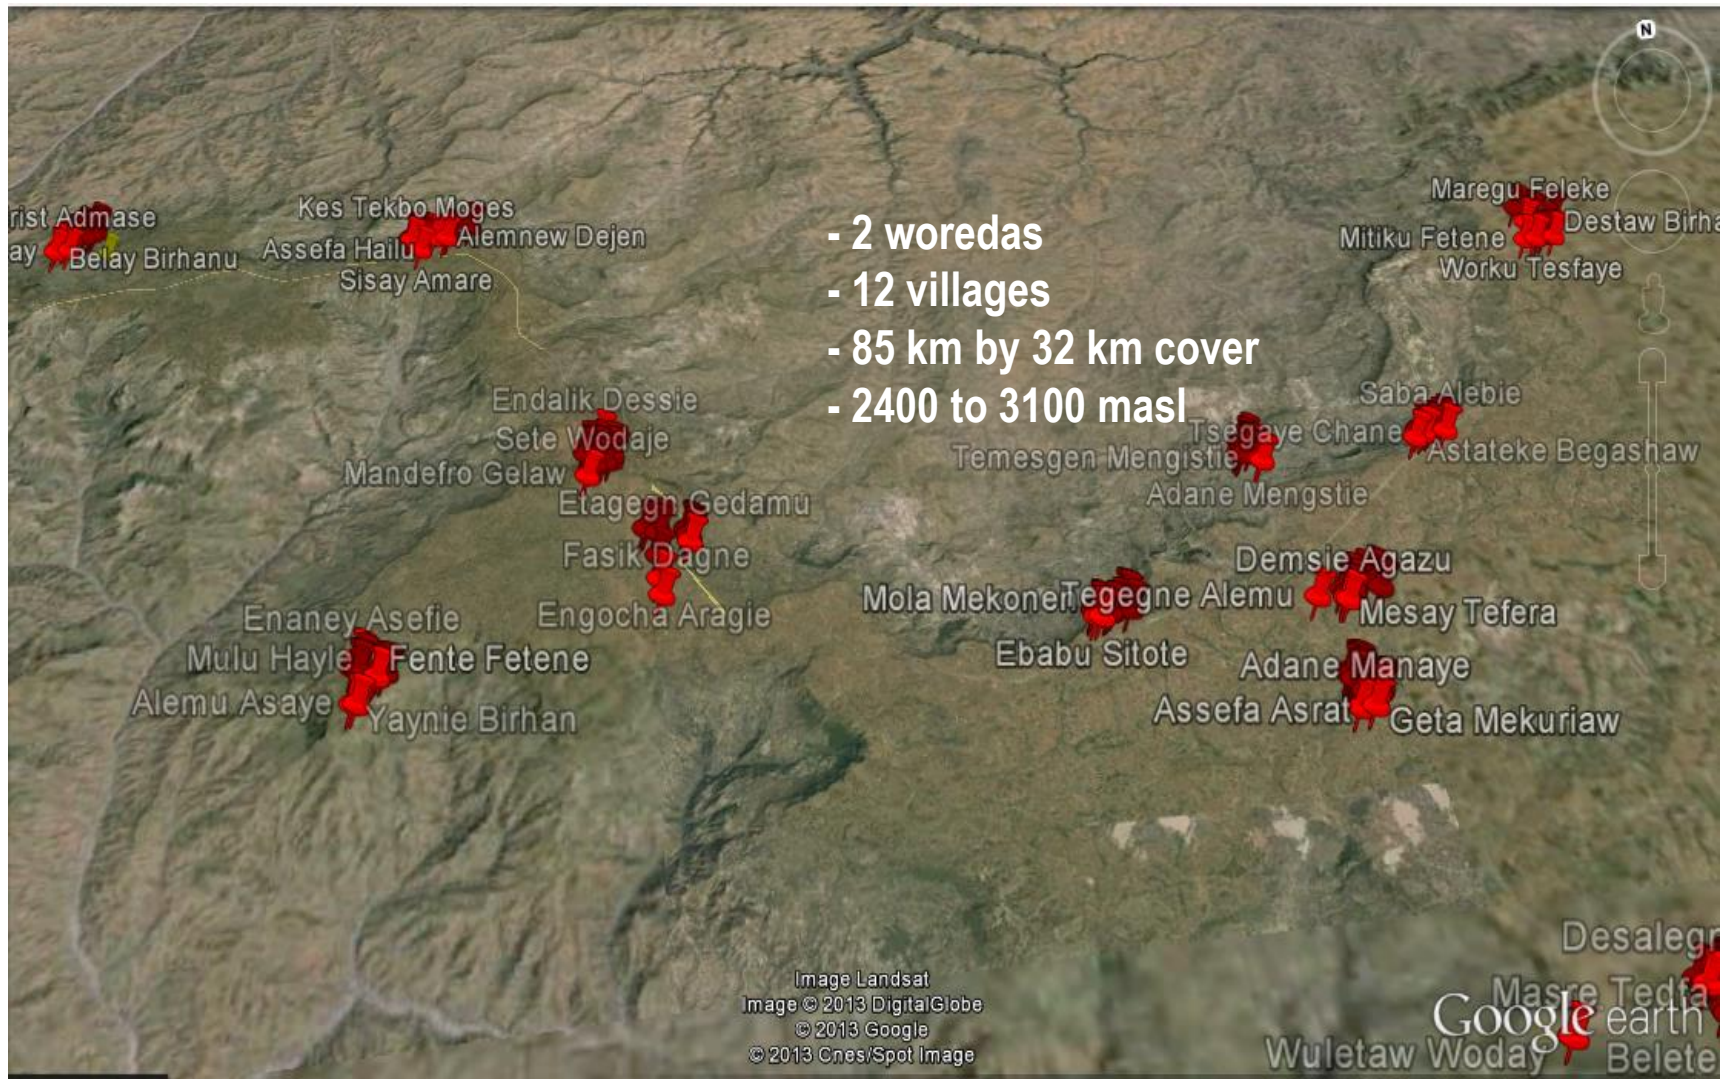 N
Maregu Feleke
rist Admase
Kes Tekbo Moges
Destaw Birha
ay
Belay Birhanu
Assefa Hailu
Alemnew Dejen
Mitiku Fetene
Sisay Amare
Worku Tesfaye
- 2 woredas
- 12 villages
- 85 km by 32 km cover
- 2400 to 3100 masl
Endalik Dessie
Saba Alebie
Sete Wodaje
Tsegaye Chane
Mandefro Gelaw
Temesgen Mengistie
Astateke Begashaw
Etagegn Gedamu
Adane Mengstie
Fasik Dagne
Demsie Agazu
Engocha Aragie
Mola Mekonen
Tegegne Alemu
Mesay Tefera
Enaney Asefie
Ebabu Sitote
Mulu Hayle
Fente Fetene
Adane Manaye
Alemu Asaye
Yaynie Birhan
Assefa Asrat
Geta Mekuriaw
Desalegn
Image Landsat
Image © 2013 DigitalGlobe
© 2013 Google
© 2013 Cnes/Spot Image
Masre Tedfa
Google earth
Wuletaw Woday
Belete